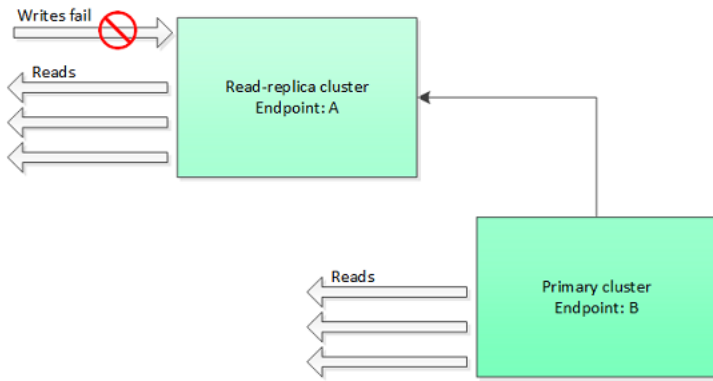 Writes fail
Reads
Read-replica cluster
Endpoint: A
Reads
Primary cluster
Endpoint: B